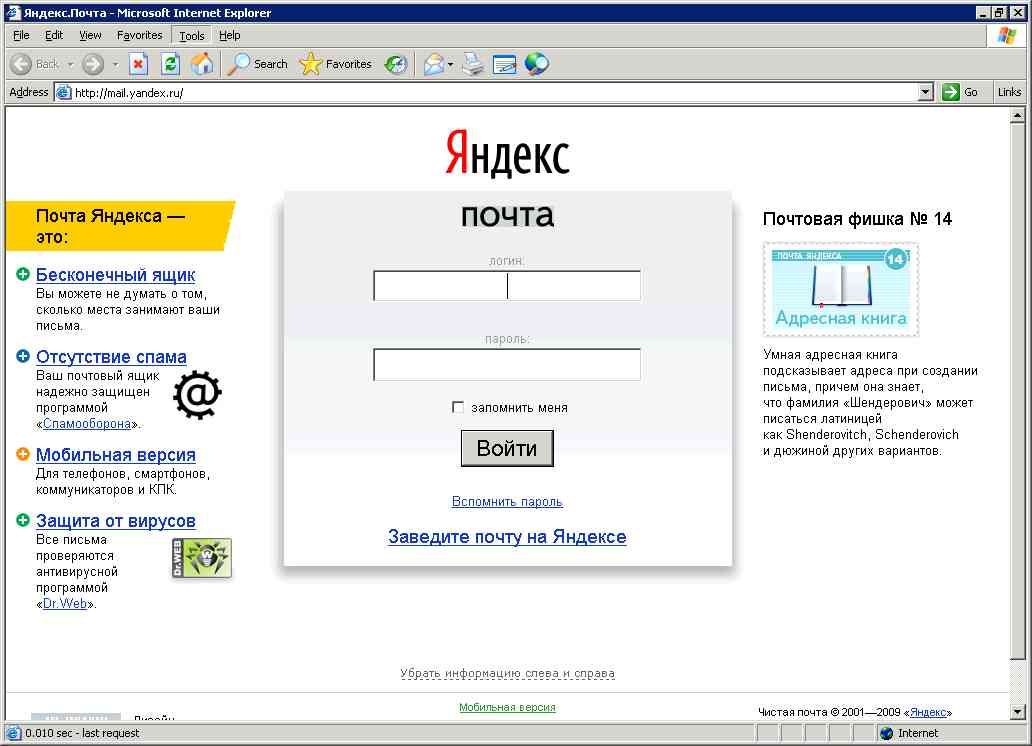 Яндекс.Почта - Microsoft Internet Explorer
File Edit View Favorites Tools Help
Back Search Favorites
Address http://mail.yandex.ru/ Go Links
Яндекс
Почта Яндекса —
это:
Бесконечный ящик
Вы можете не думать о том,
сколько места занимают ваши
письма.
Отсутствие спама
Ваш почтовый ящик
надежно защищен
программой
«Спамооборона».
@
Мобильная версия
Для телефонов, смартфонов,
коммуникаторов и КПК.
Защита от вирусов
Все письма
проверяются
антивирусной
программой
«Dr.Web».
Dr.WEB
почта
логин:
пароль:
запомнить меня
Войти
Вспомнить пароль
Заведите почту на Яндексе
Почтовая фишка № 14
ПОЧТА ЯНДЕКСА 14
Адресная книга
Умная адресная книга
подсказывает адреса при создании
письма, причем она знает,
что фамилия «Шендерович» может
писаться латиницей
как Shenderovitch, Schenderovich
и дюжиной других вариантов.
Убрать информацию слева и справа
Мобильная версия
Чистая почта © 2001—2009 «Яндекс»
Дизайн
0.010 sec - last request
Internet